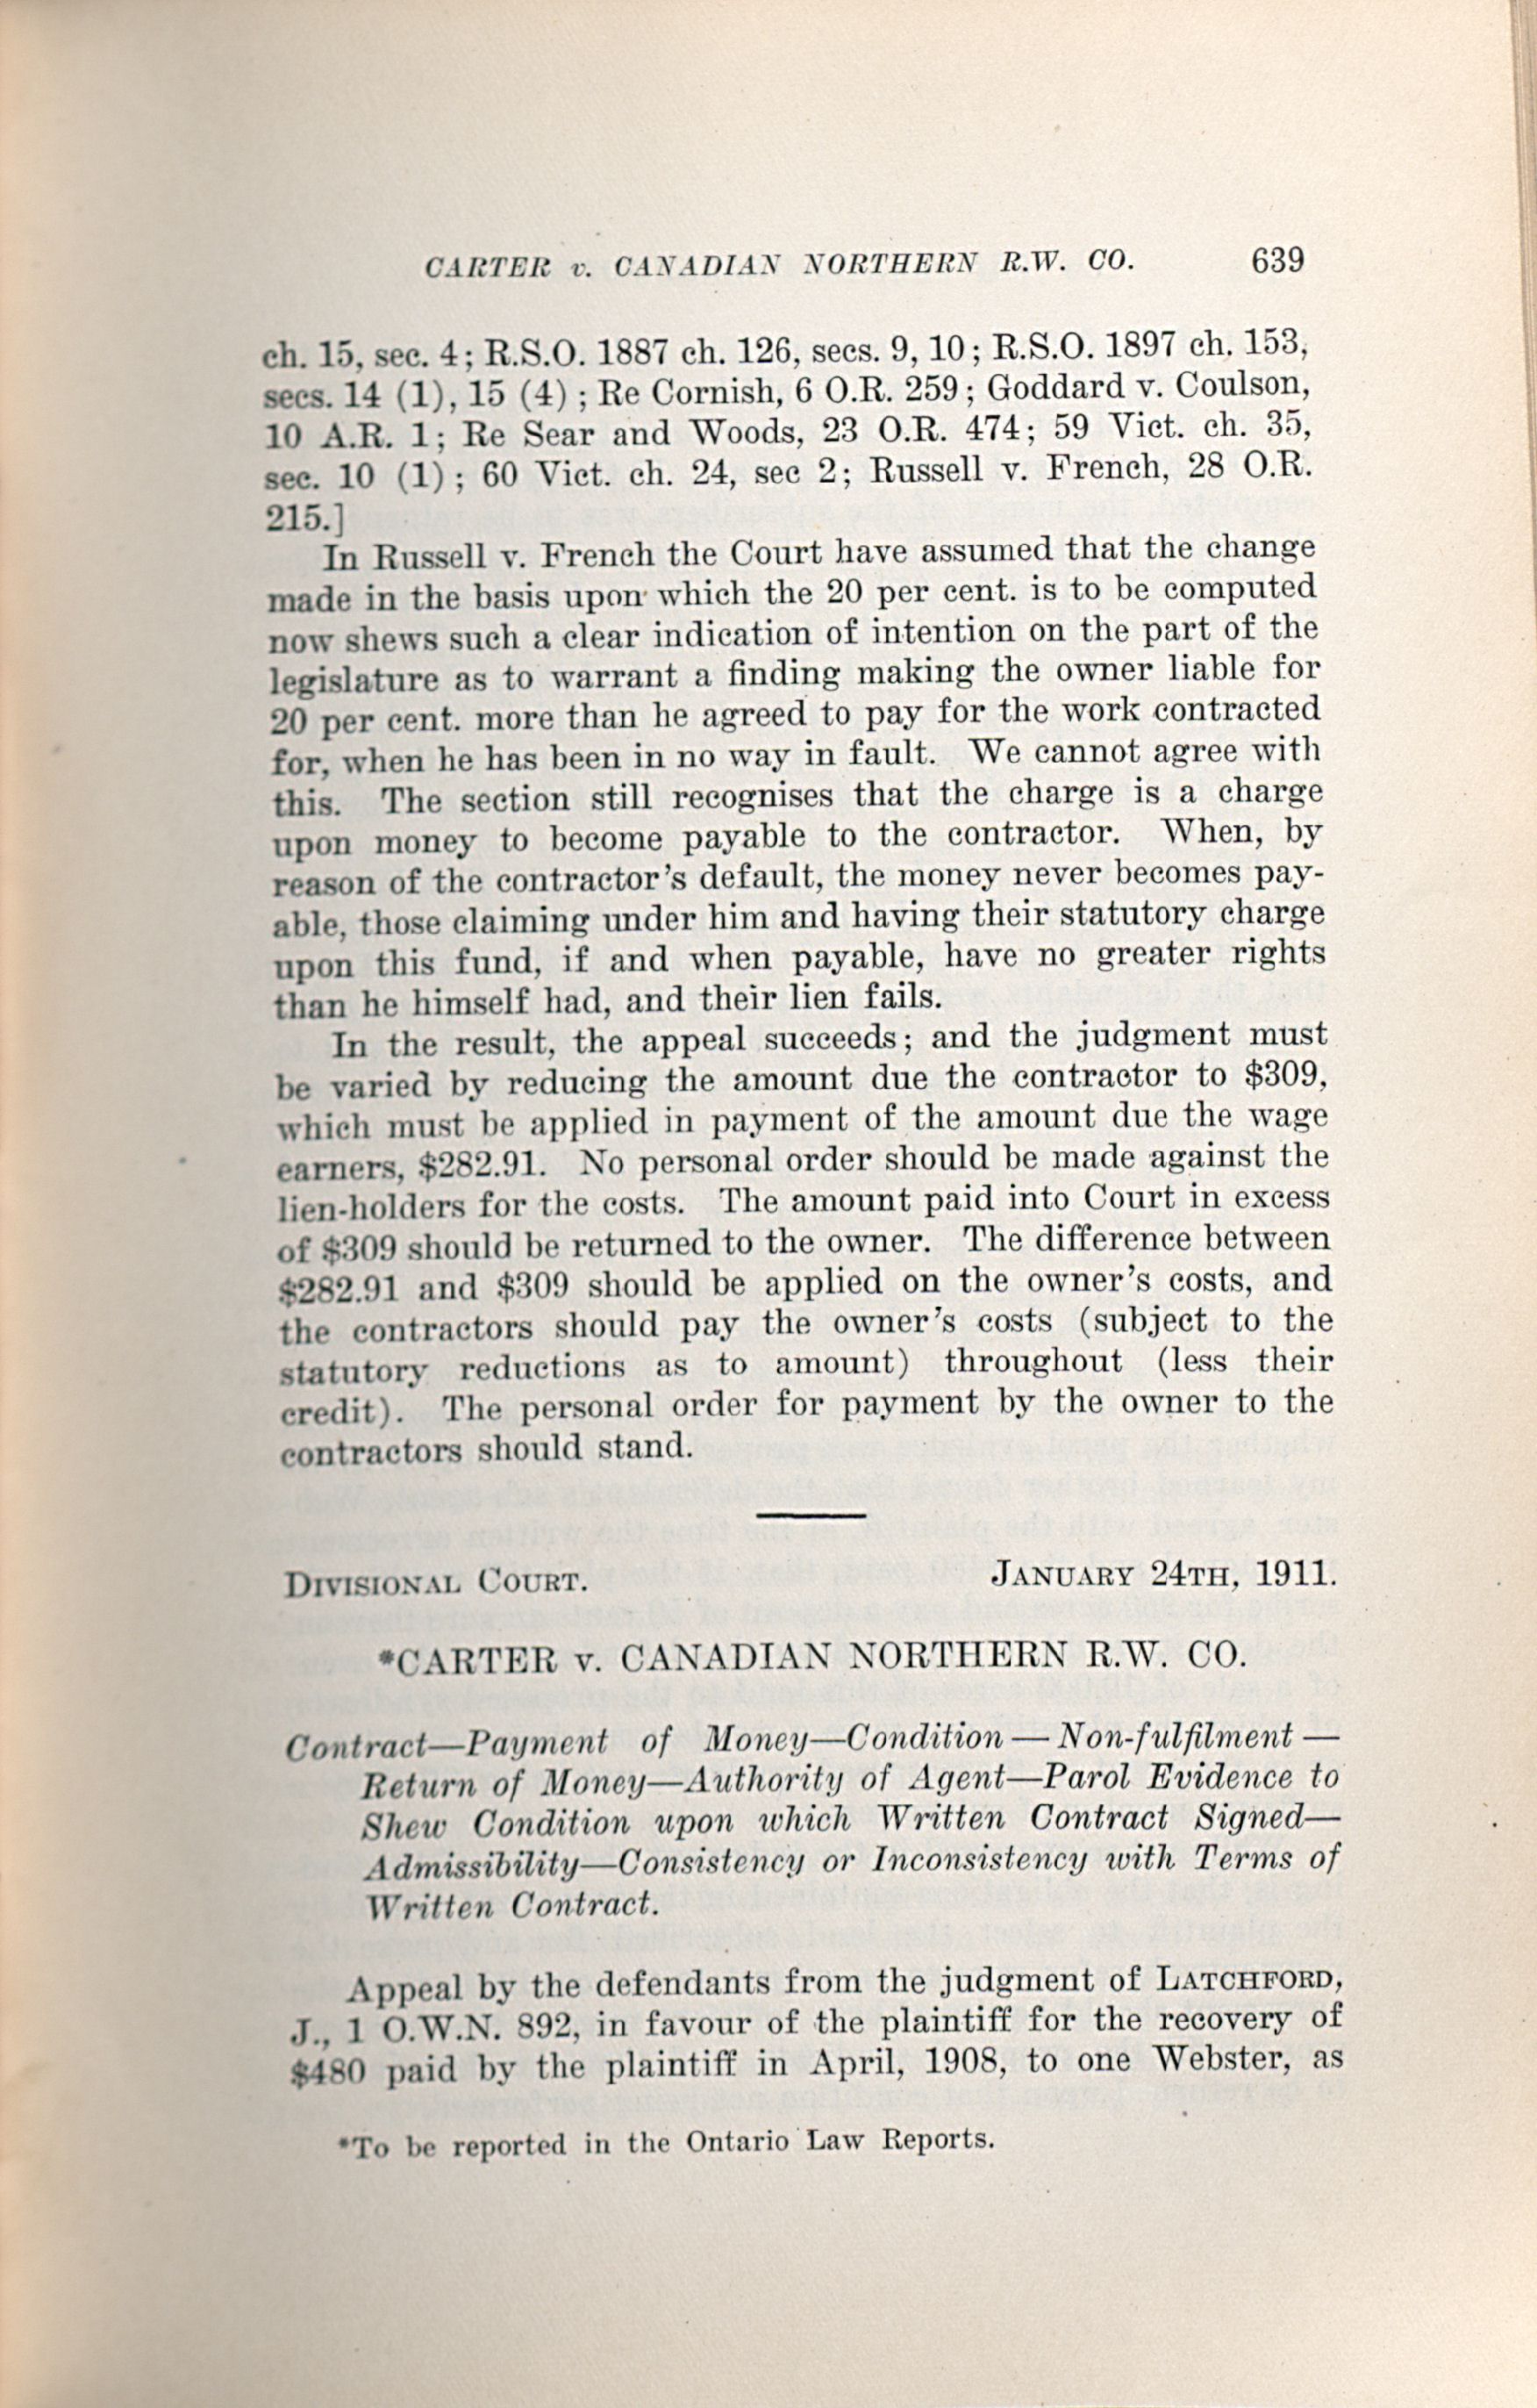 CARTER v. CANADIAN NORTHERN R.W. CO. 639
ch. 15, sec. 4; R.S.O. 1887 ch. 126, secs. 9, 10; R.S.O. 1897 ch. 153,
secs. 14 (1), 15 (4) ; Re Cornish, 6 O.R. 259; Goddard v. Coulson,
10 A.R. 1; Re Sear and Woods, 23 O.R. 474; 59 Vict. ch. 35,
sec. 10 (1) ; 60 Vict. ch. 24, sec 2; Russell v. French, 28 O.R.
215.]
In Russell v. French the Court have assumed that the change
made in the basis upon which the 20 per cent. is to be computed
now shews such a clear indication of intention on the part of the
legislature as to warrant a finding making the owner liable for
20 per cent. more than he agreed to pay for the work contracted
for, when he has been in no way in fault. We cannot agree with
this. The section still recognises that the charge is a charge
upon money to become payable to the contractor. When, by
reason of the contractor's default, the money never becomes pay-
able, those claiming under him and having their statutory charge
upon this fund, if and when payable, have no greater rights
than he himself had, and their lien fails.
In the result, the appeal succeeds; and the judgment must
be varied by reducing the amount due the contractor to $309,
which must be applied in payment of the amount due the wage
earners, $282.91. No personal order should be made against the
lien-holders for the costs. The amount paid into Court in excess
of $309 should be returned to the owner. The difference between
$282.91 and $309 should be applied on the owner's costs, and
the contractors should pay the owner's costs (subject to the
statutory reductions as to amount) throughout (less their
credit). The personal order for payment by the owner to the
contractors should stand.
DIVISIONAL COURT. JANUARY 24TH, 1911.
*CARTER v. CANADIAN NORTHERN R.W. CO.
Contract—Payment of Money—Condition — Non-fulfilment —
Return of Money—Authority of Agent—Parol Evidence to
Shew Condition upon which Written Contract Signed—
Admissibility—Consistency or Inconsistency with Terms of
Written Contract.
Appeal by the defendants from the judgment of LATCHFORD,
J., 1 O.W.N. 892, in favour of the plaintiff for the recovery of
$480 paid by the plaintiff in April, 1908, to one Webster, as
*To be reported in the Ontario Law Reports.